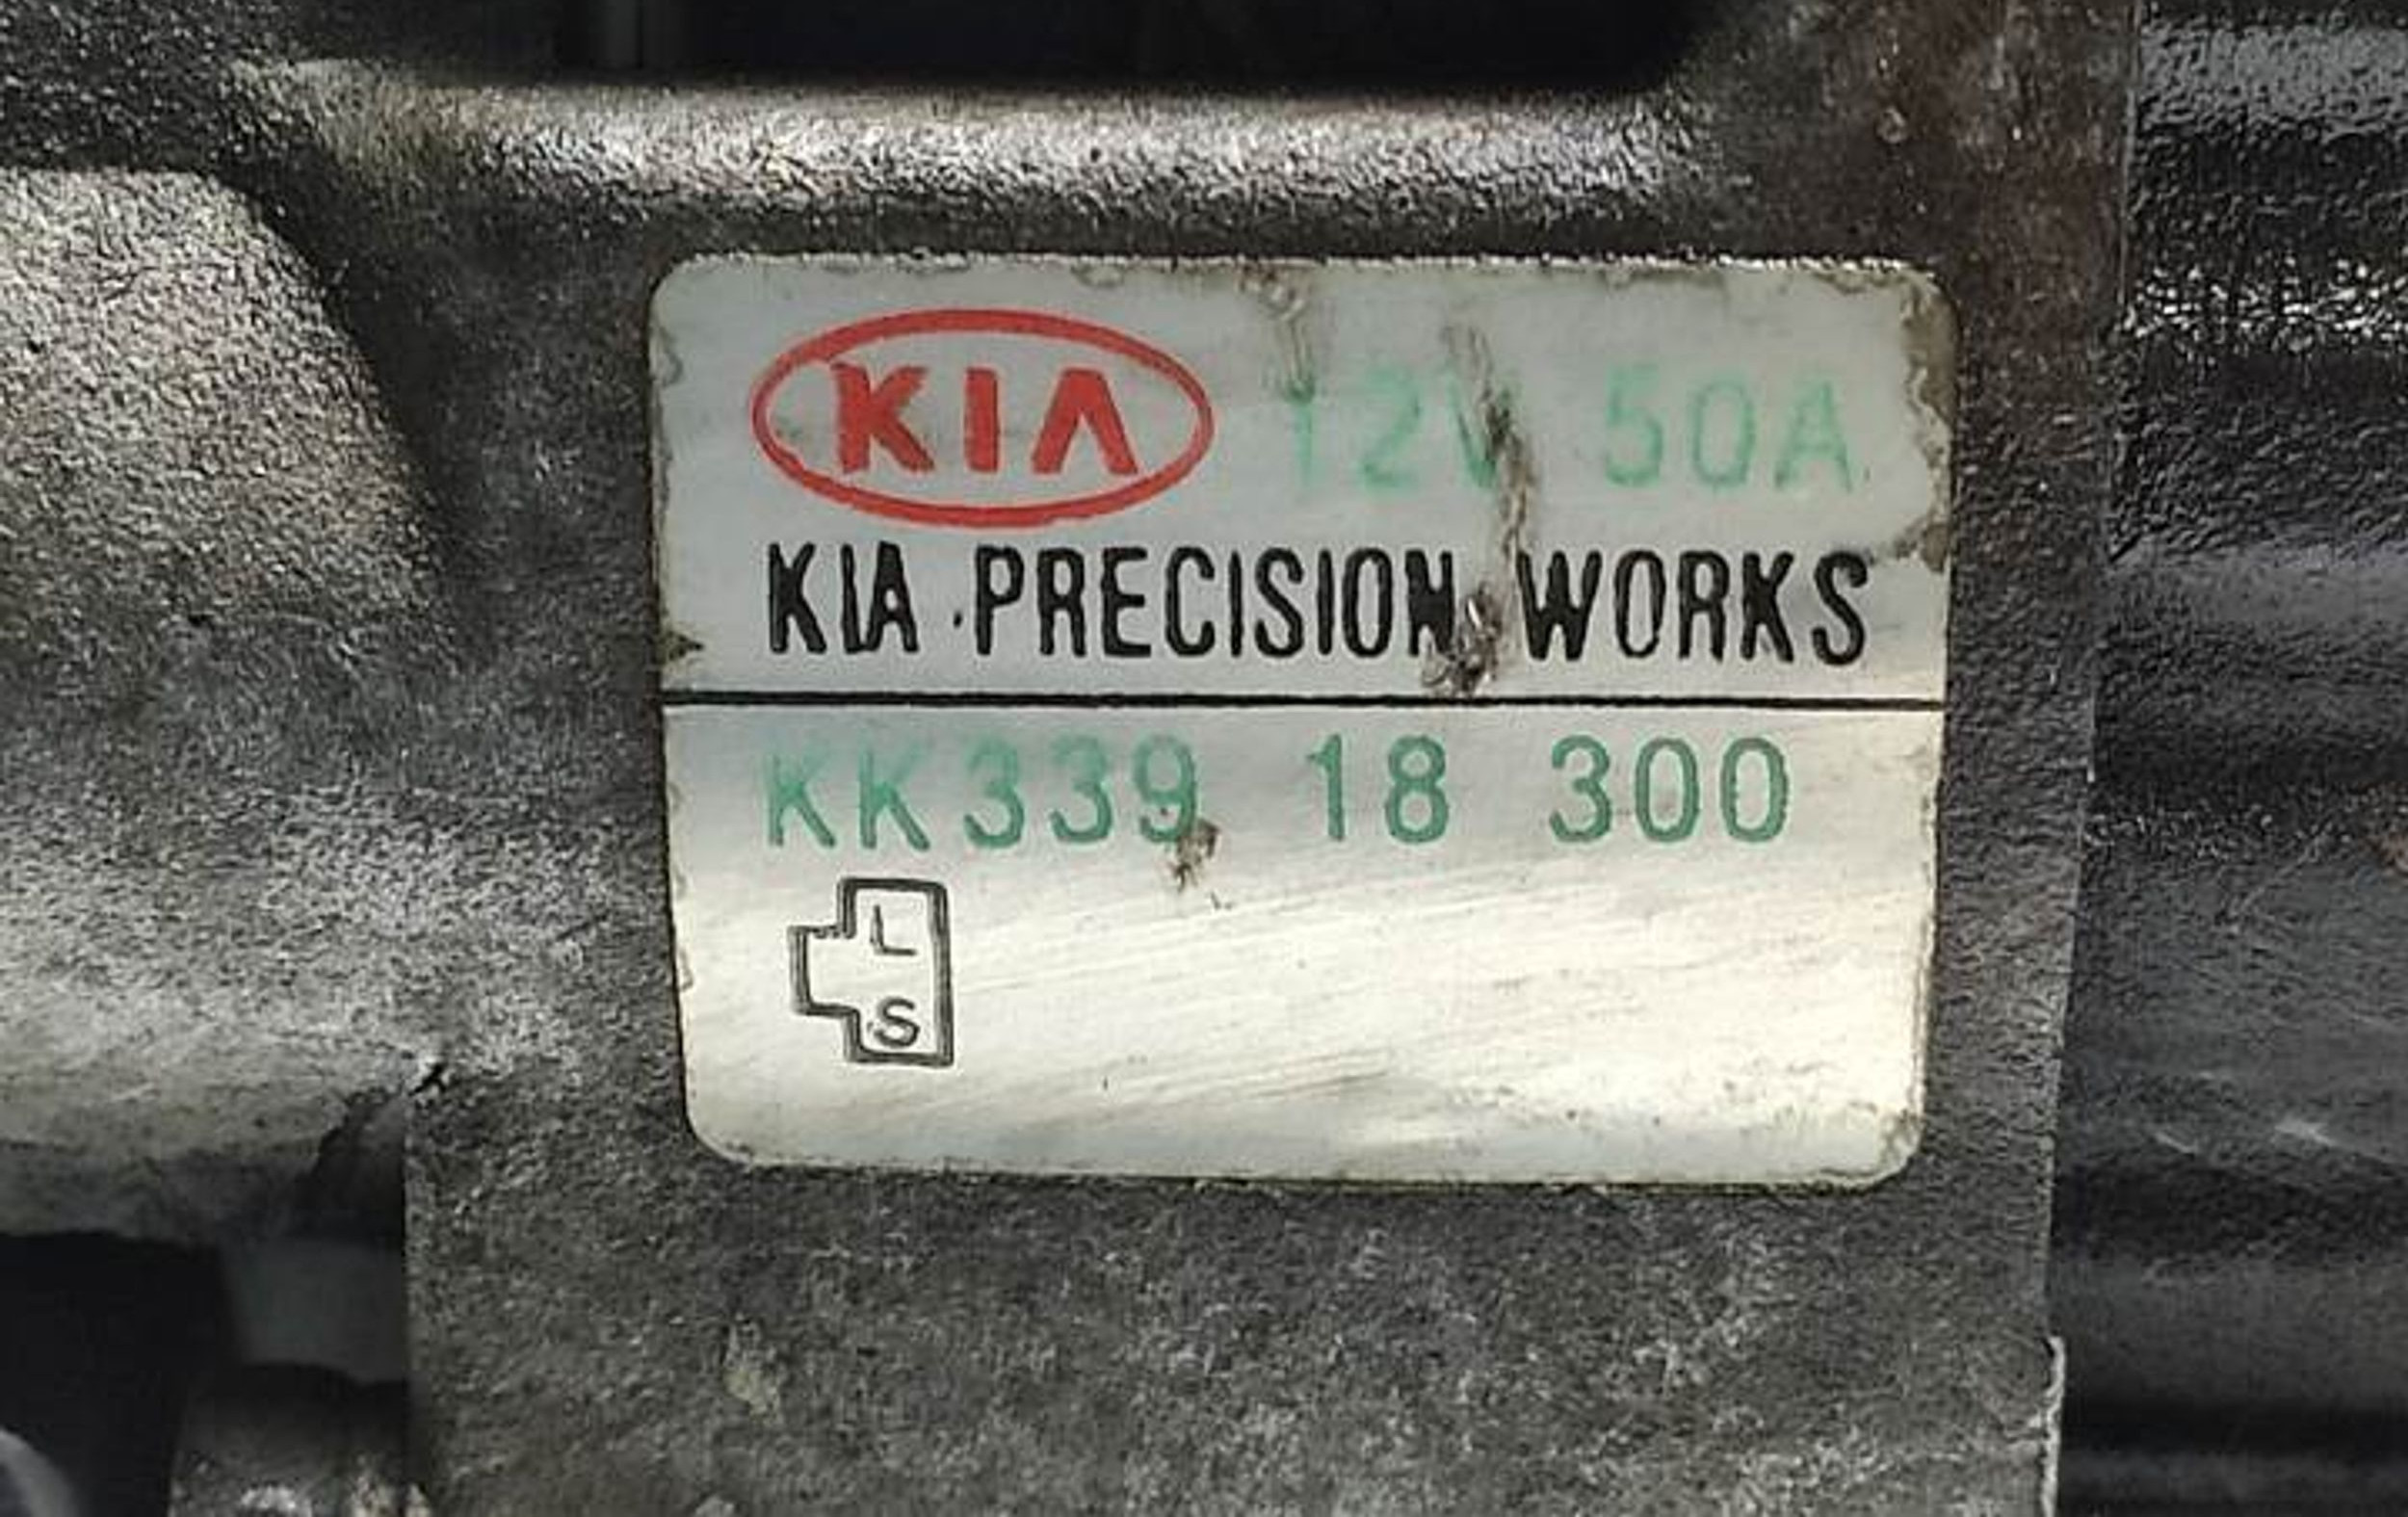 KIA 12V 50A
KIA PRECISION WORKS
KK339 18 300
L
S